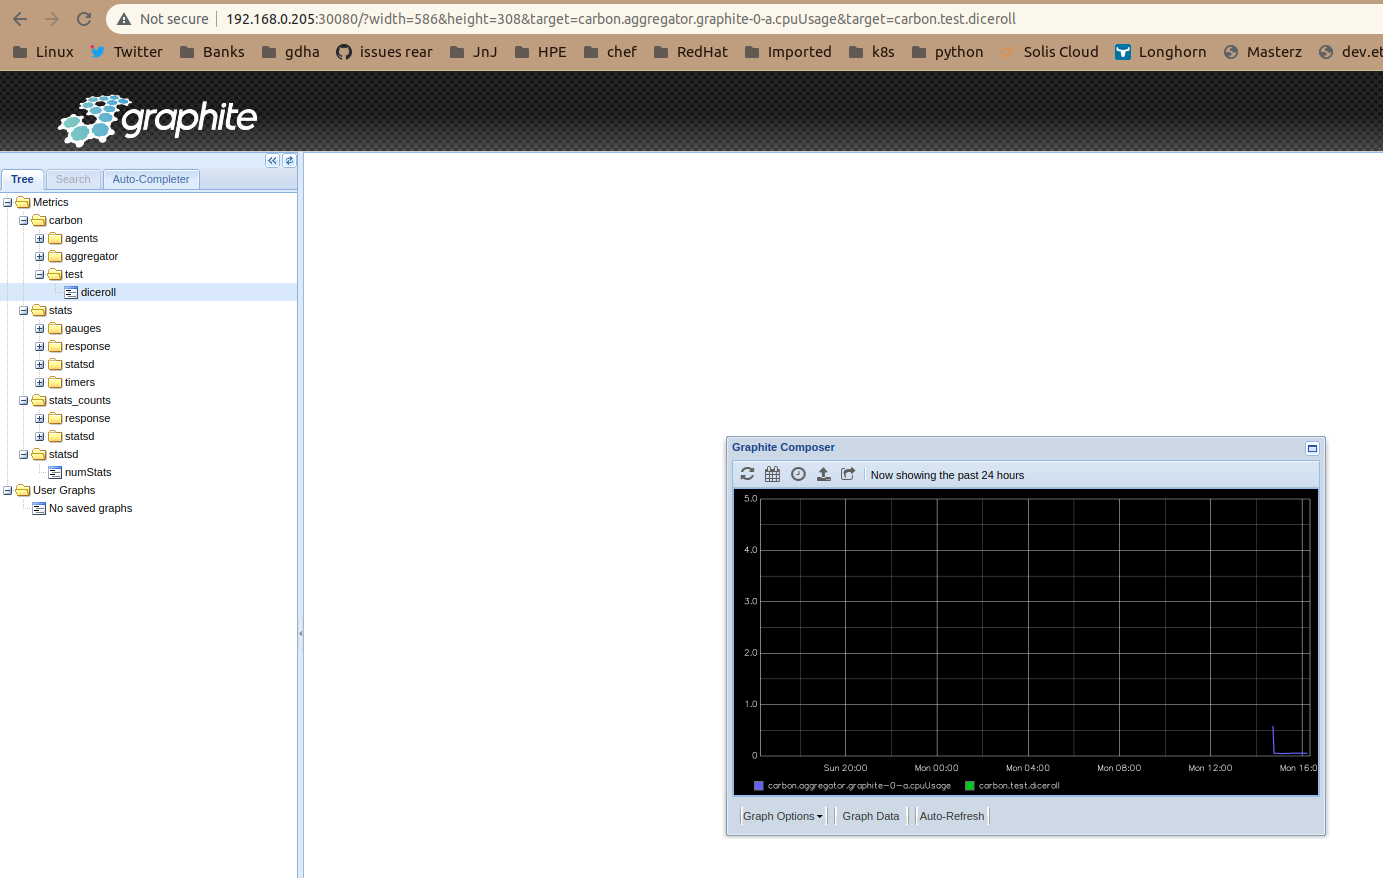 Not secure 192.168.0.205:30080/?width=586&height=308&target=carbon.aggregator.graphite-0-a.cpuUsage&target=carbon.test.diceroll
Linux Twitter Banks gdha issues rear JnJ HPE chef RedHat Imported k8s python Solis Cloud Longhorn Masterz dev.et
graphite
Tree Search Auto-Completer
Metrics
carbon
agents
aggregator
test
diceroll
stats
gauges
response
statsd
timers
stats_counts
response
statsd
statsd
numStats
User Graphs
No saved graphs
Graphite Composer
Now showing the past 24 hours
5.0
4.0
3.0
2.0
1.0
0
Sun 20:00 Mon 00:00 Mon 04:00 Mon 08:00 Mon 12:00 Mon 16:0
carbon.aggregator.graphite-0-a.cpuUsage carbon.test.diceroll
Graph Options Graph Data Auto-Refresh